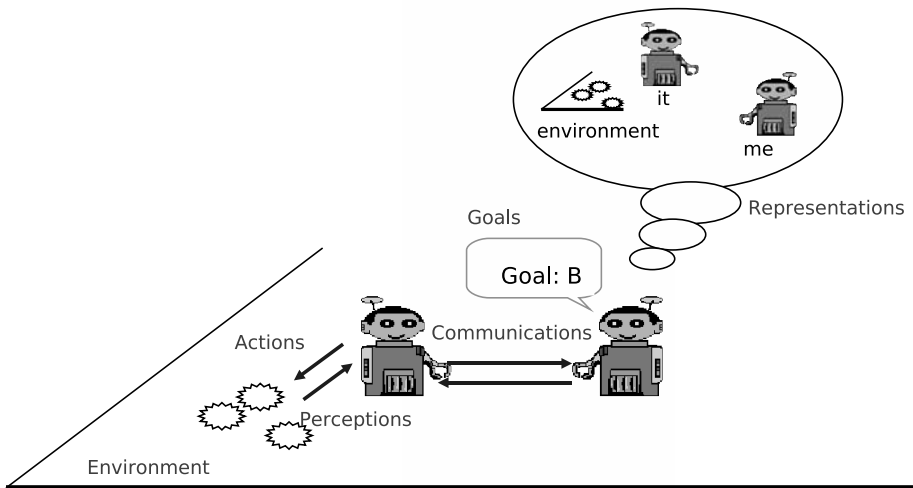 it
environment
me
Representations
Goals
Goal: B
Communications
Actions
Perceptions
Environment